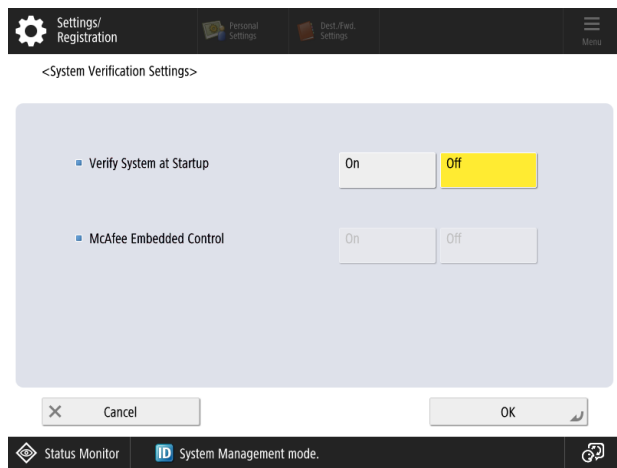 Settings/
Registration
Personal
Settings
Dest./Fwd.
Settings
Menu
<System Verification Settings>
Verify System at Startup
On
Off
McAfee Embedded Control
On
Off
Cancel
OK
Status Monitor
ID
System Management mode.